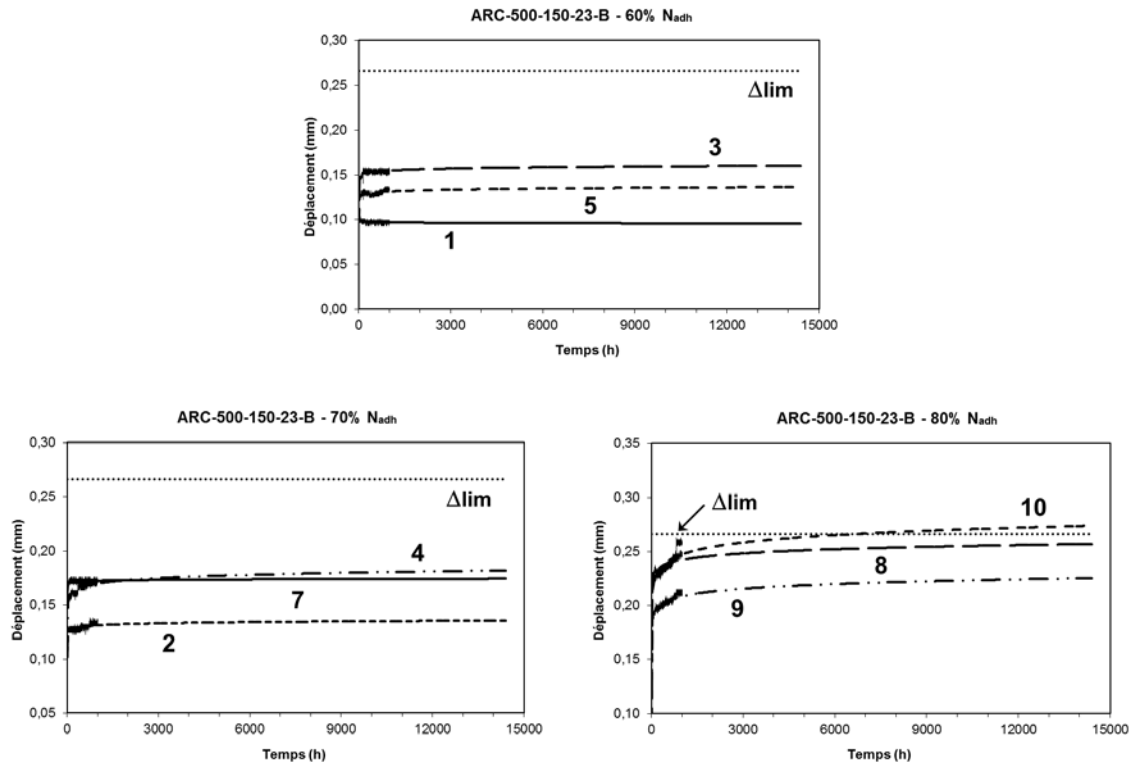 ARC-500-150-23-B - 60% Nadh
Déplacement (mm)
0,30
0,25
0,20
0,15
0,10
0,05
0,00
Δlim
3
5
1
0 3000 6000 9000 12000 15000
Temps (h)
ARC-500-150-23-B - 70% Nadh
Déplacement (mm)
0,30
0,25
0,20
0,15
0,10
0,05
Δlim
4
7
2
0 3000 6000 9000 12000 15000
Temps (h)
ARC-500-150-23-B - 80% Nadh
Déplacement (mm)
0,35
0,30
0,25
0,20
0,15
0,10
Δlim
10
8
9
0 3000 6000 9000 12000 15000
Temps (h)